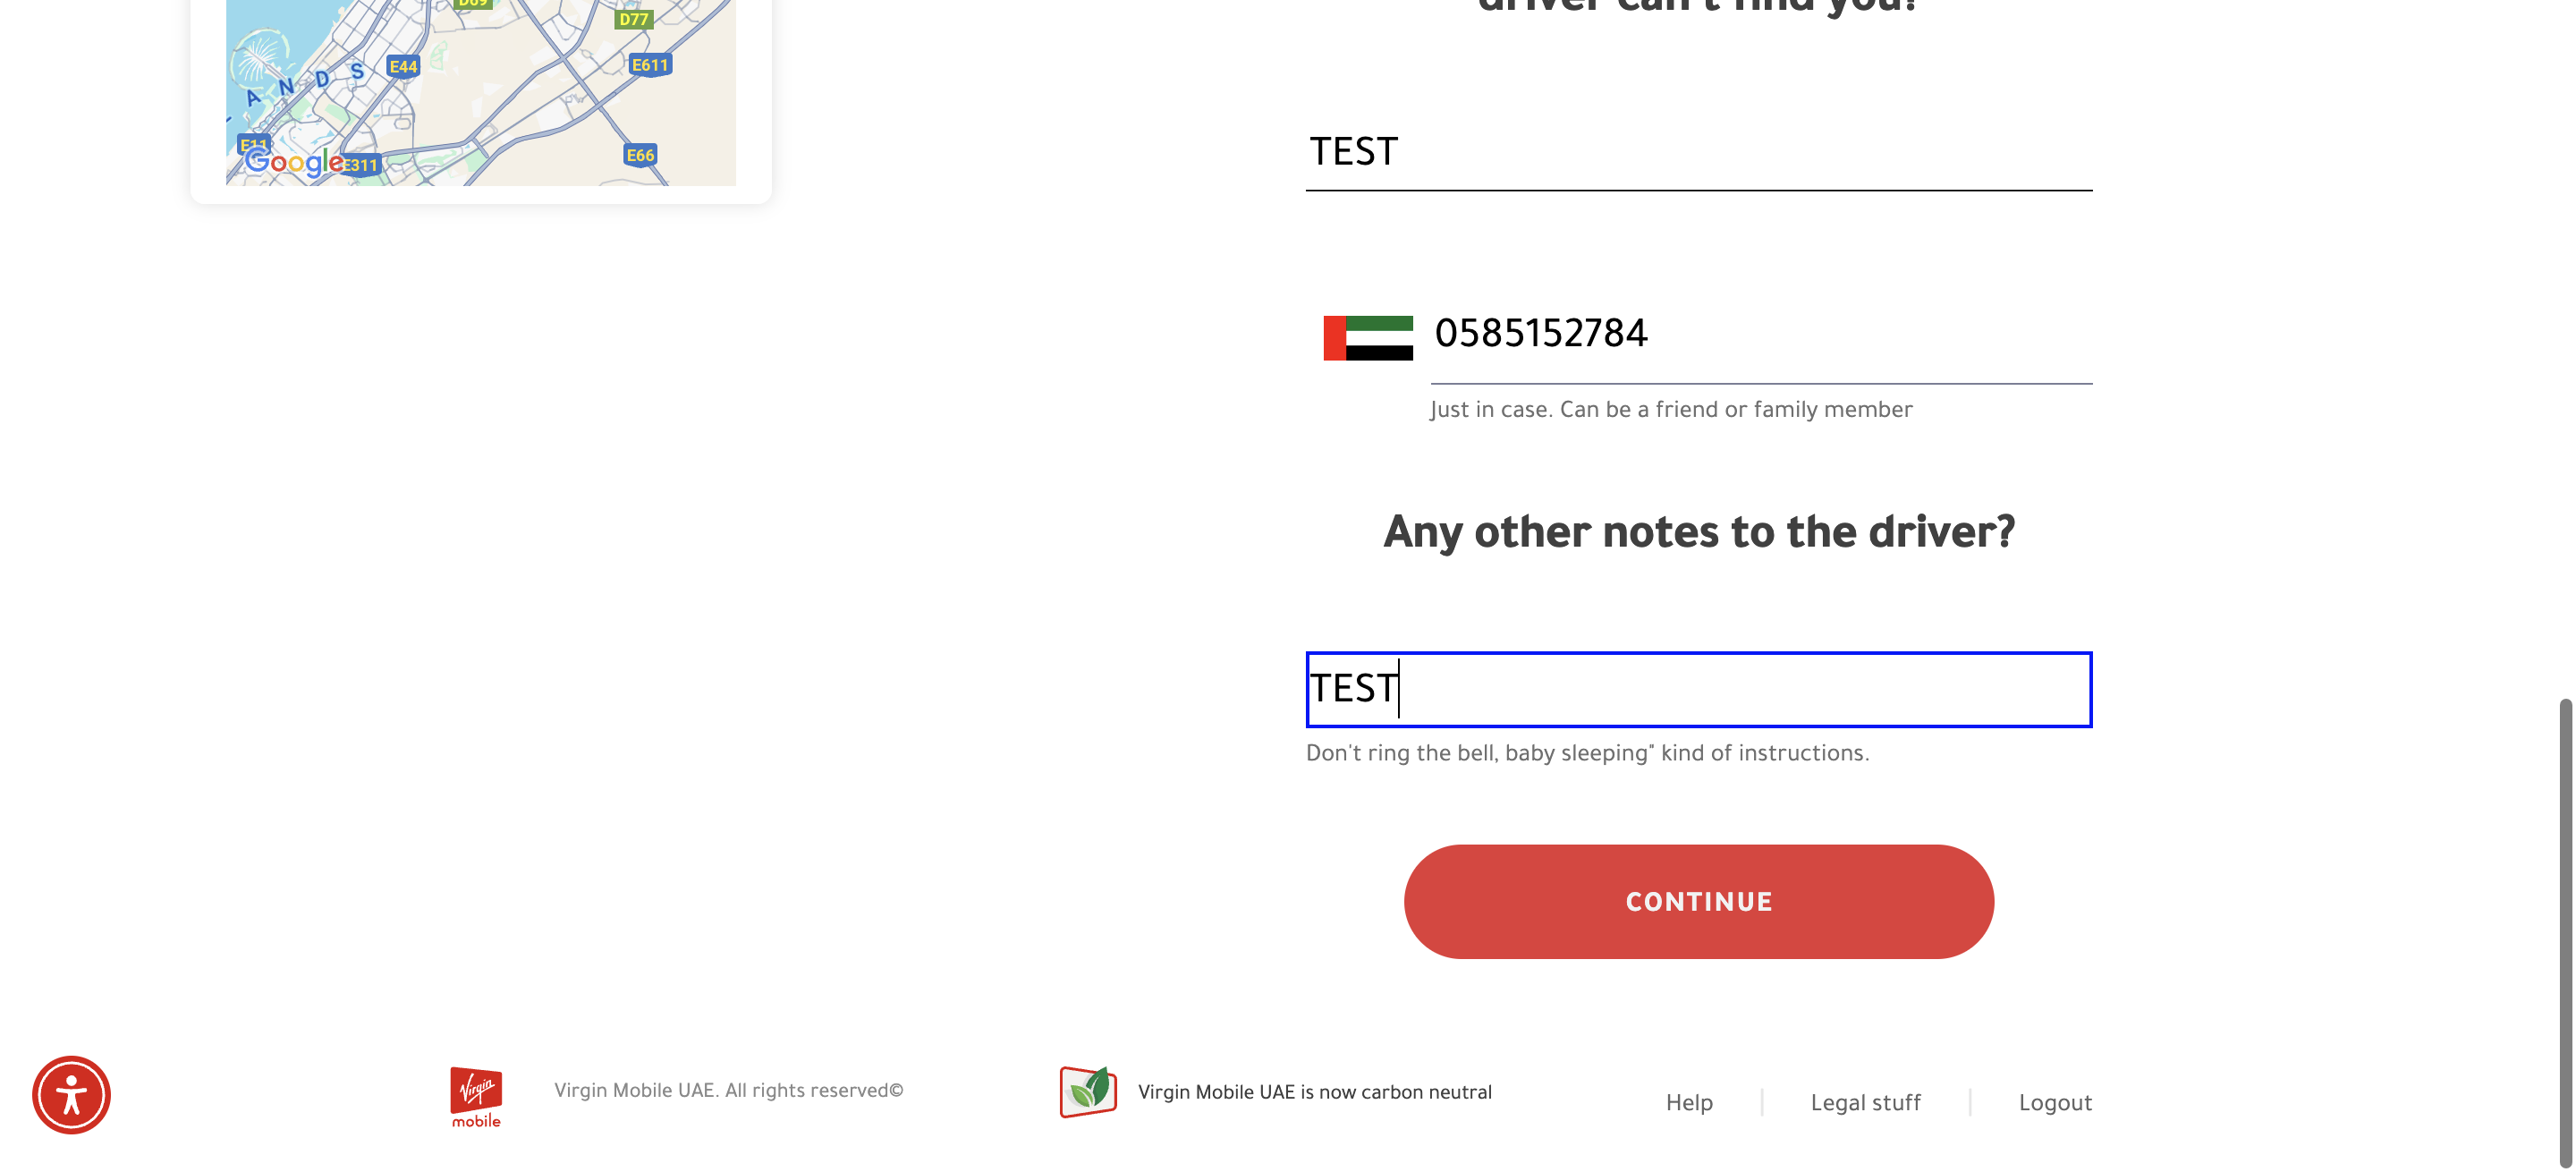 D69
D77
E44
E611
A N D S
E11
Google
E311
E66
driver can't find you?
TEST
0585152784
Just in case. Can be a friend or family member
Any other notes to the driver?
TEST
Don't ring the bell, baby sleeping" kind of instructions.
CONTINUE
Virgin
mobile
Virgin Mobile UAE. All rights reserved©
Virgin Mobile UAE is now carbon neutral
Help
Legal stuff
Logout